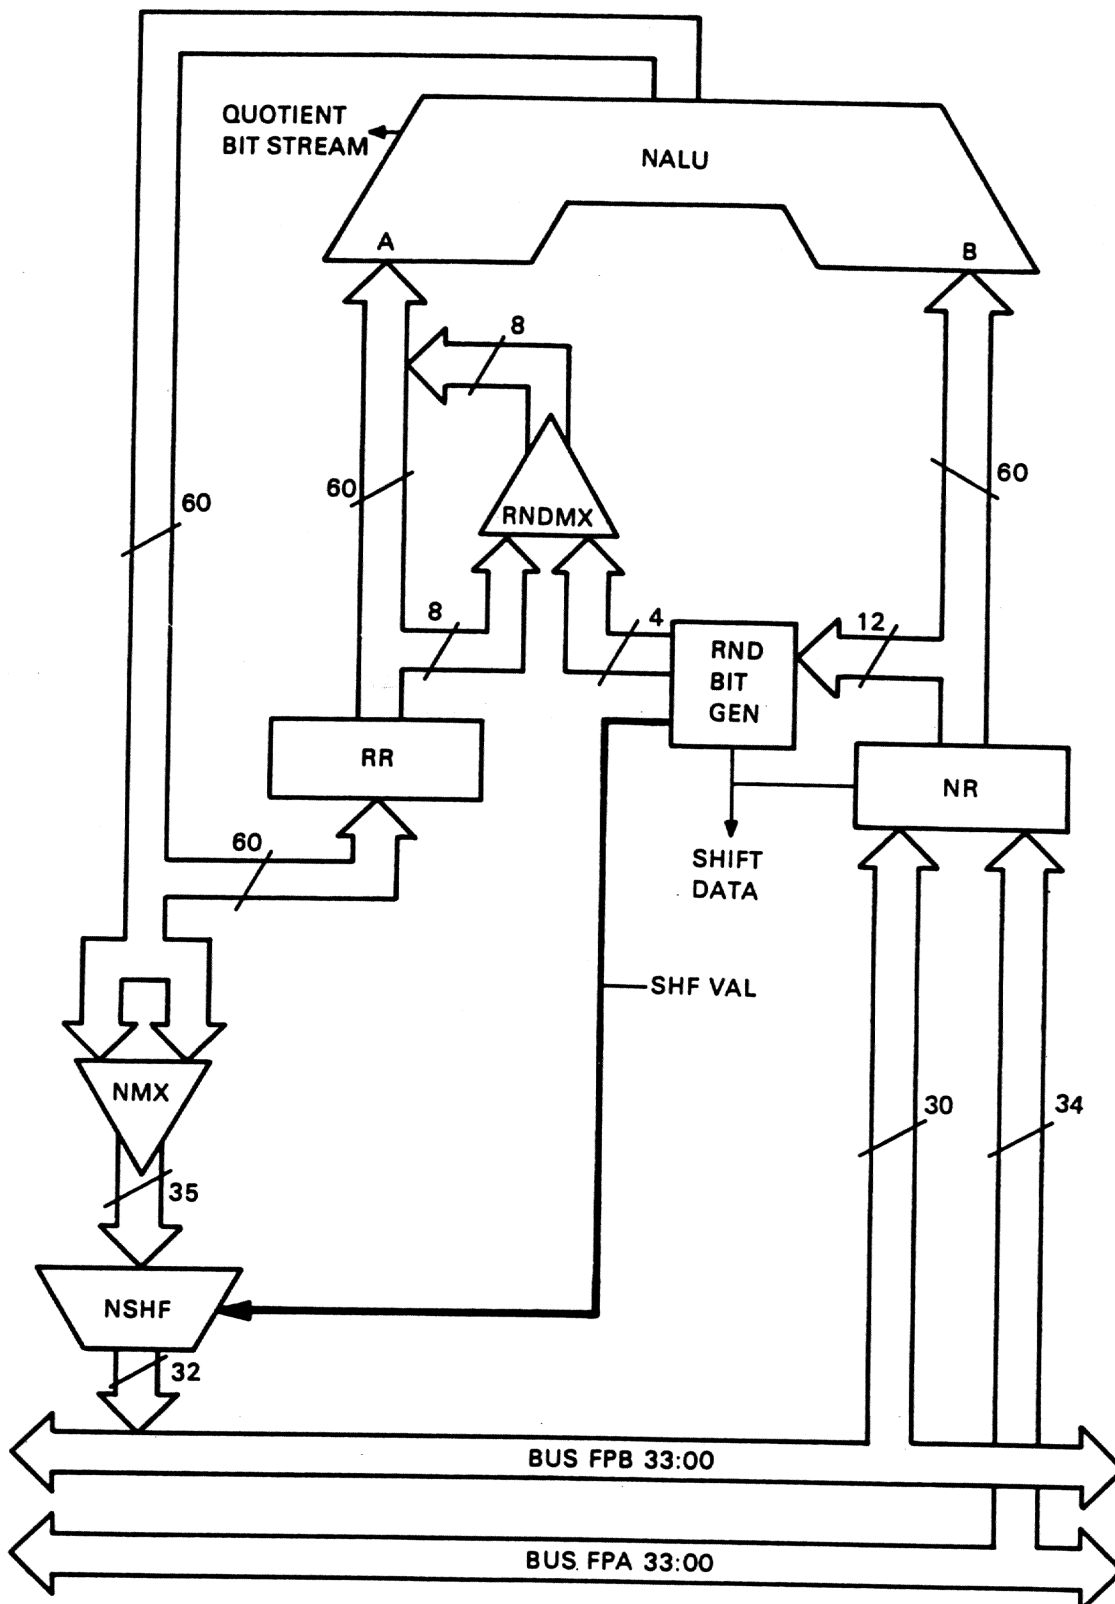 QUOTIENT
BIT STREAM
NALU
A
B
8
60
60
60
RNDMX
8
4
12
RND
BIT
GEN
RR
NR
60
SHIFT
DATA
SHF VAL
NMX
30
34
35
NSHF
32
BUS FPB 33:00
BUS FPA 33:00